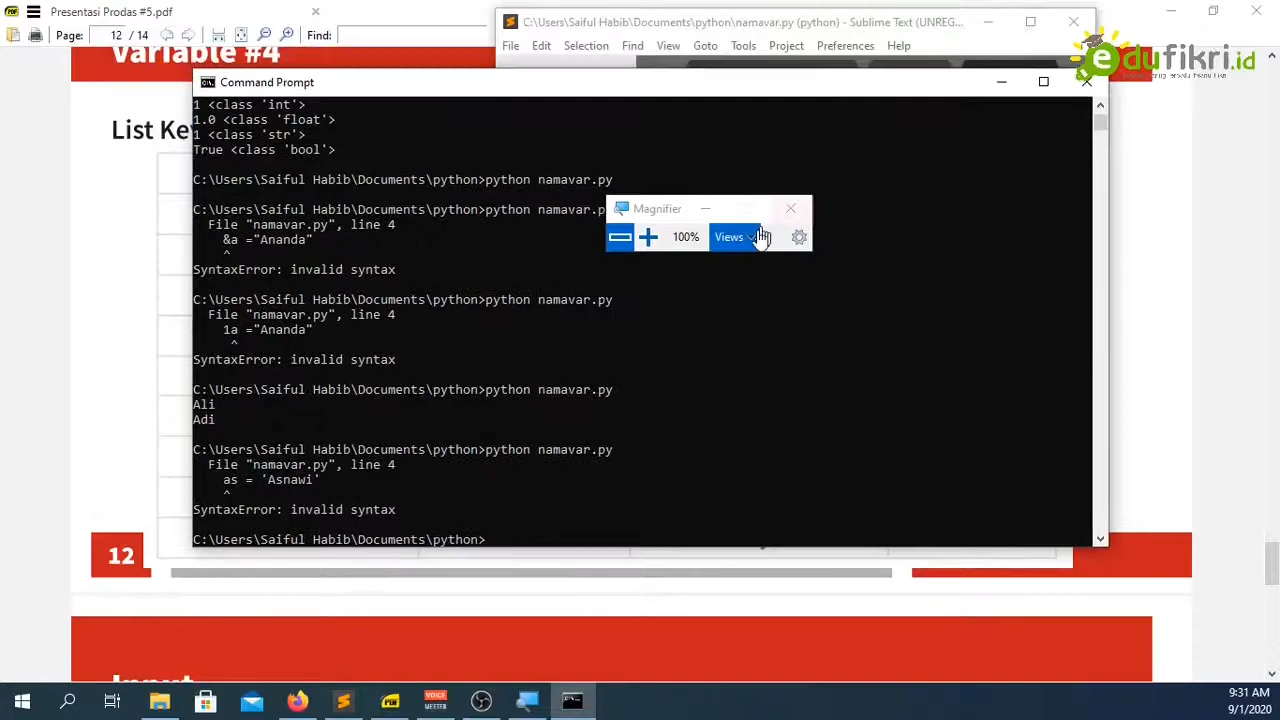 Presentasi Prodas #5.pdf
Page: 12 / 14
Find:
C:\Users\Saiful Habib\Documents\python\namavar.py (python) - Sublime Text (UNREG...
File Edit Selection Find View Goto Tools Project Preferences Help
edufikri.id
Variable #4
Command Prompt
List Ke
1 <class 'int'>
1.0 <class 'float'>
1 <class 'str'>
True <class 'bool'>
C:\Users\Saiful Habib\Documents\python>python namavar.py
C:\Users\Saiful Habib\Documents\python>python namavar.p
File "namavar.py", line 4
&a ="Ananda"
^
SyntaxError: invalid syntax
Magnifier
100% Views
C:\Users\Saiful Habib\Documents\python>python namavar.py
File "namavar.py", line 4
1a ="Ananda"
^
SyntaxError: invalid syntax
C:\Users\Saiful Habib\Documents\python>python namavar.py
Ali
Adi
C:\Users\Saiful Habib\Documents\python>python namavar.py
File "namavar.py", line 4
as = 'Asnawi'
^
SyntaxError: invalid syntax
C:\Users\Saiful Habib\Documents\python>
12
Input
VOICE MEETER
9:31 AM
9/1/2020